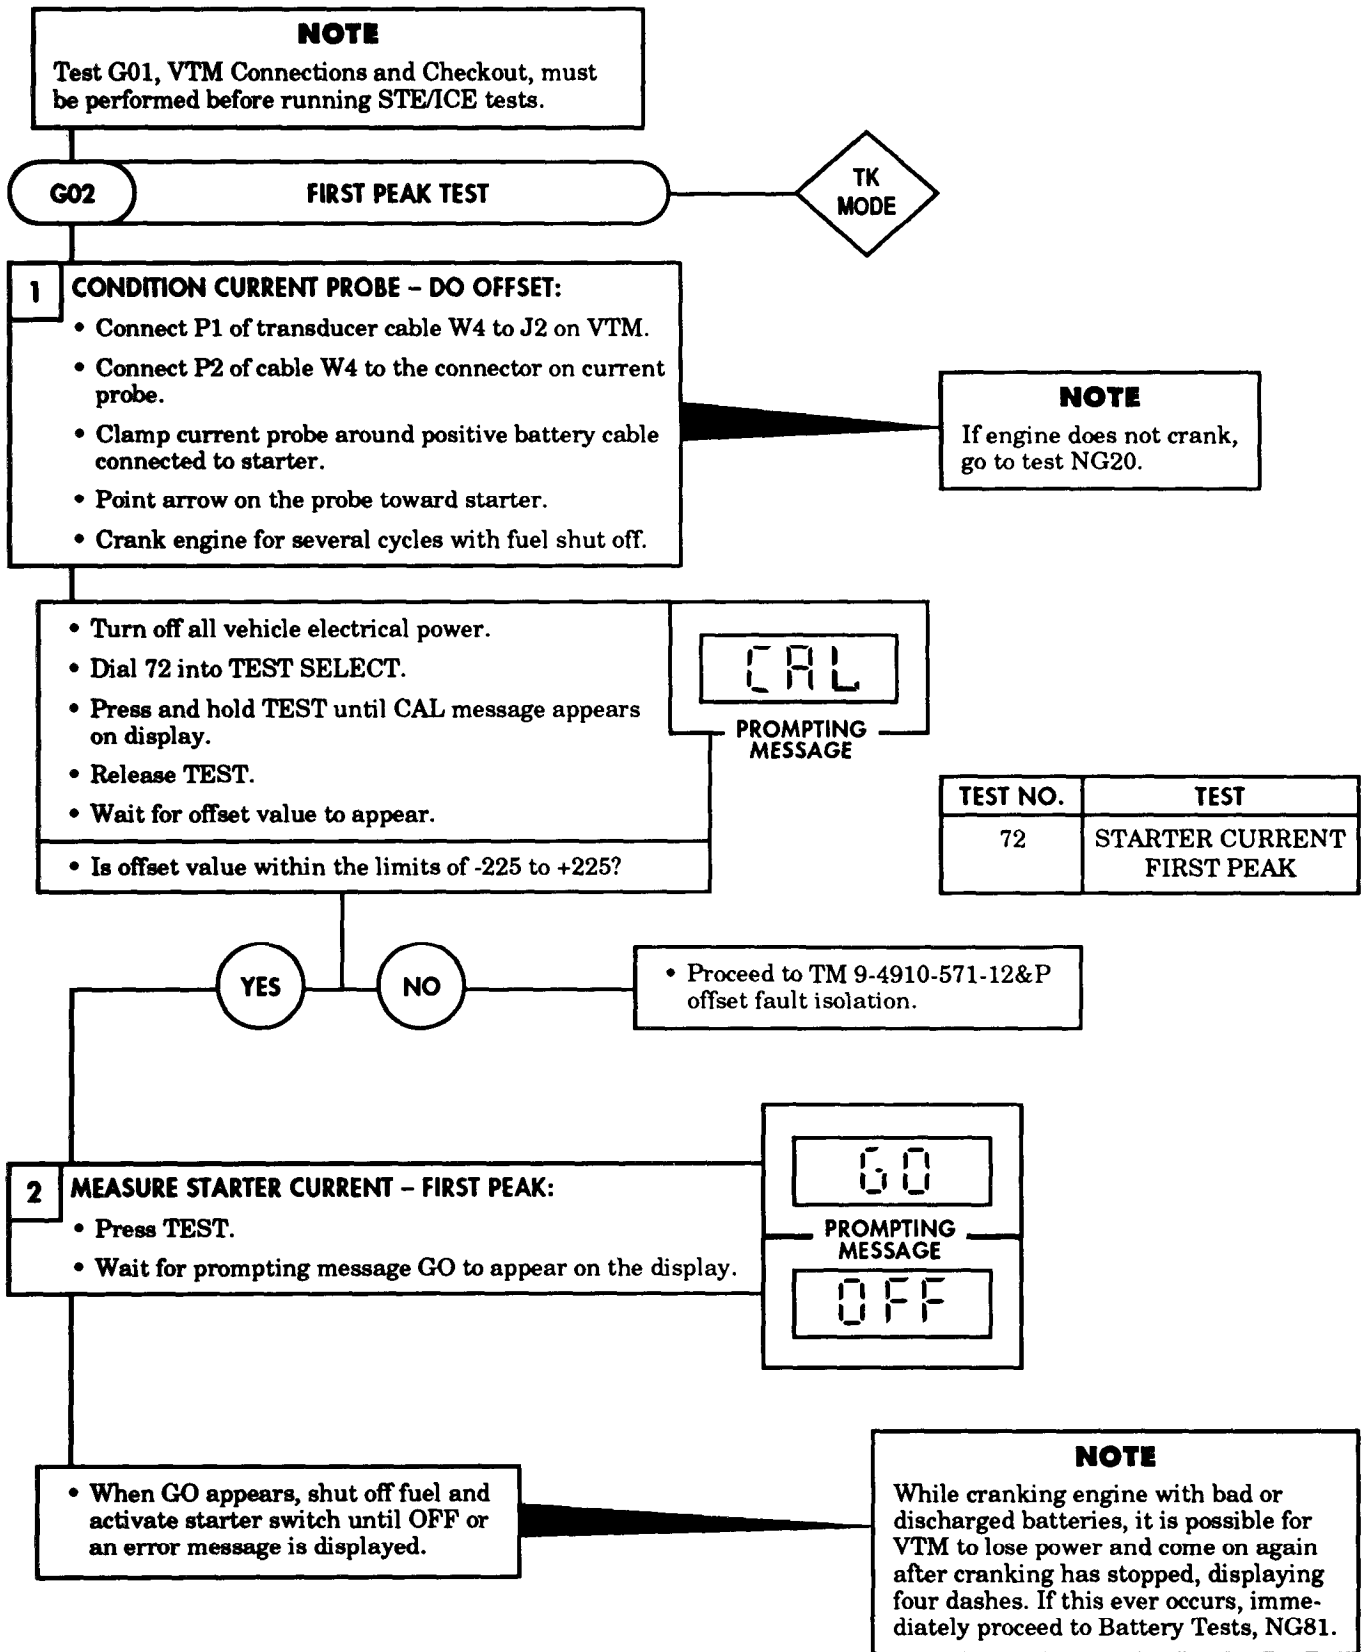 NOTE
Test G01, VTM Connections and Checkout, must
be performed before running STE/ICE tests.
G02
FIRST PEAK TEST
TK
MODE
1
CONDITION CURRENT PROBE – DO OFFSET:
• Connect P1 of transducer cable W4 to J2 on VTM.
• Connect P2 of cable W4 to the connector on current
probe.
• Clamp current probe around positive battery cable
connected to starter.
• Point arrow on the probe toward starter.
• Crank engine for several cycles with fuel shut off.
NOTE
If engine does not crank,
go to test NG20.
• Turn off all vehicle electrical power.
• Dial 72 into TEST SELECT.
• Press and hold TEST until CAL message appears
on display.
• Release TEST.
• Wait for offset value to appear.
• Is offset value within the limits of -225 to +225?
CAL
PROMPTING
MESSAGE
TEST NO. TEST
72 STARTER CURRENT
FIRST PEAK
YES
NO
• Proceed to TM 9-4910-571-12&P
offset fault isolation.
2
MEASURE STARTER CURRENT – FIRST PEAK:
• Press TEST.
• Wait for prompting message GO to appear on the display.
GO
PROMPTING
MESSAGE
OFF
• When GO appears, shut off fuel and
activate starter switch until OFF or
an error message is displayed.
NOTE
While cranking engine with bad or
discharged batteries, it is possible for
VTM to lose power and come on again
after cranking has stopped, displaying
four dashes. If this ever occurs, imme-
diately proceed to Battery Tests, NG81.